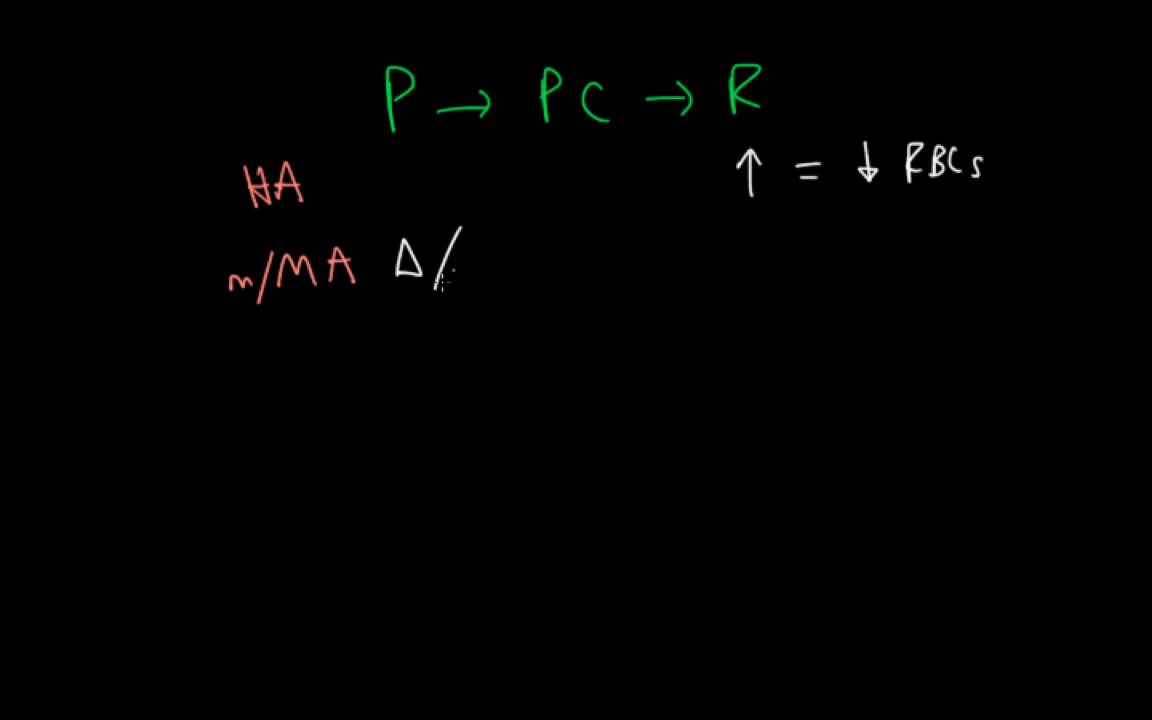 P → PC → R
↑ = ↓ RBCs
HA
m/MA Δ/